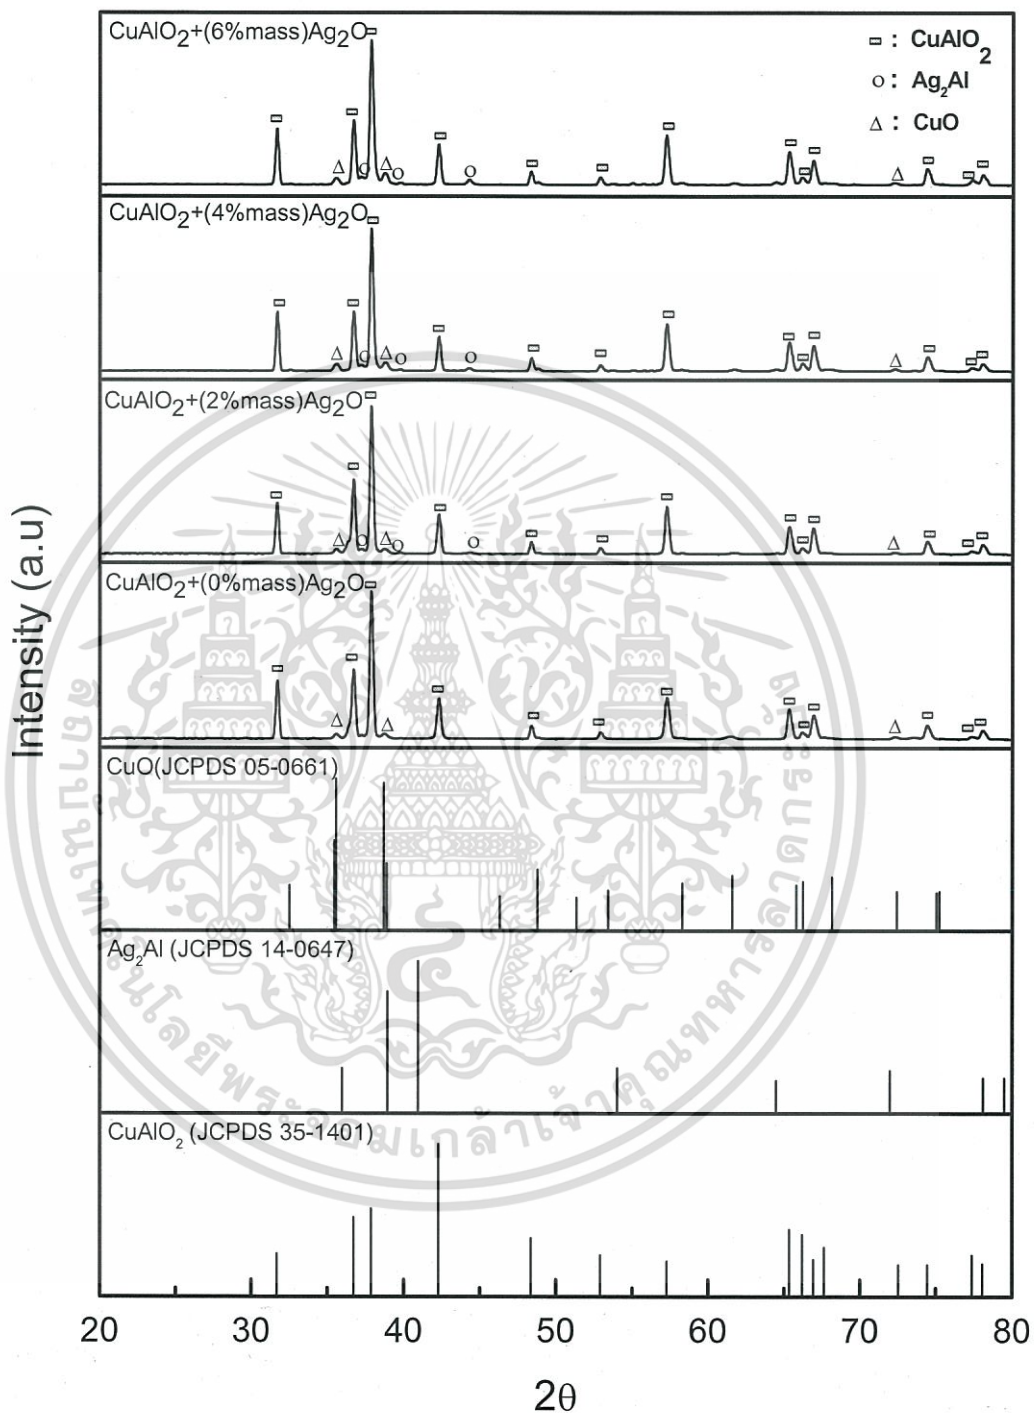 CuAlO2+(6%mass)Ag2O
▭ : CuAlO2
○ : Ag2Al
Δ : CuO
CuAlO2+(4%mass)Ag2O
CuAlO2+(2%mass)Ag2O
CuAlO2+(0%mass)Ag2O
CuO(JCPDS 05-0661)
Ag2Al (JCPDS 14-0647)
CuAlO2 (JCPDS 35-1401)
Intensity (a.u)
20 30 40 50 60 70 80
2θ